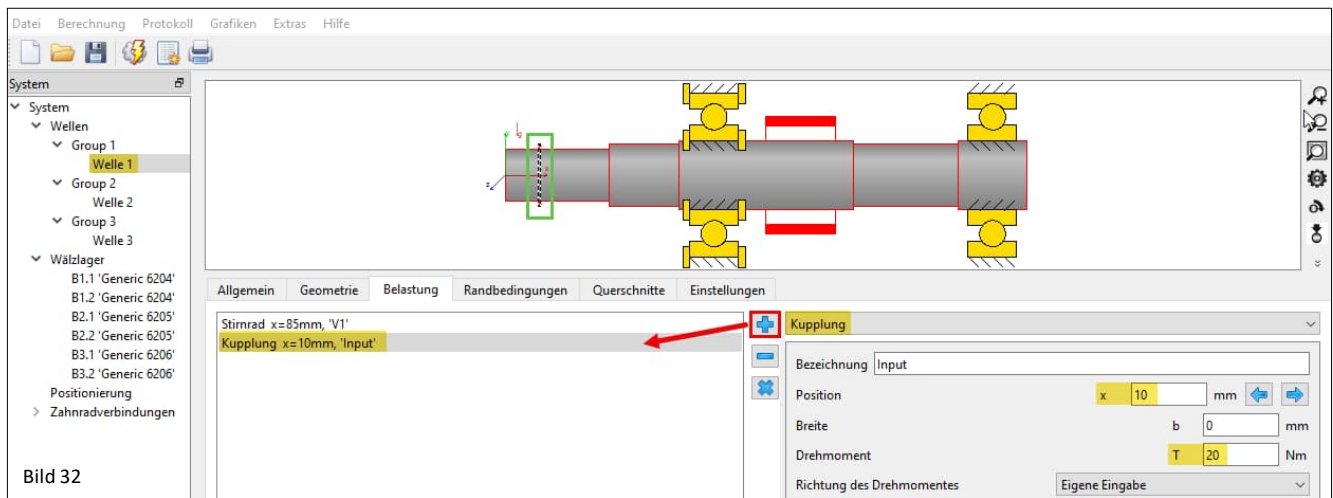 Datei Berechnung Protokoll Grafiken Extras Hilfe
System
System
Wellen
Group 1
Welle 1
Group 2
Welle 2
Group 3
Welle 3
Wälzlager
B1.1 'Generic 6204'
B1.2 'Generic 6204'
B2.1 'Generic 6205'
B2.2 'Generic 6205'
B3.1 'Generic 6206'
B3.2 'Generic 6206'
Positionierung
Zahnradverbindungen
Bild 32
Allgemein Geometrie Belastung Randbedingungen Querschnitte Einstellungen
Stirnrad x=85mm, 'V1'
Kupplung x=10mm, 'Input'
Kupplung
Bezeichnung Input
Position x 10 mm
Breite b 0 mm
Drehmoment T 20 Nm
Richtung des Drehmomentes Eigene Eingabe